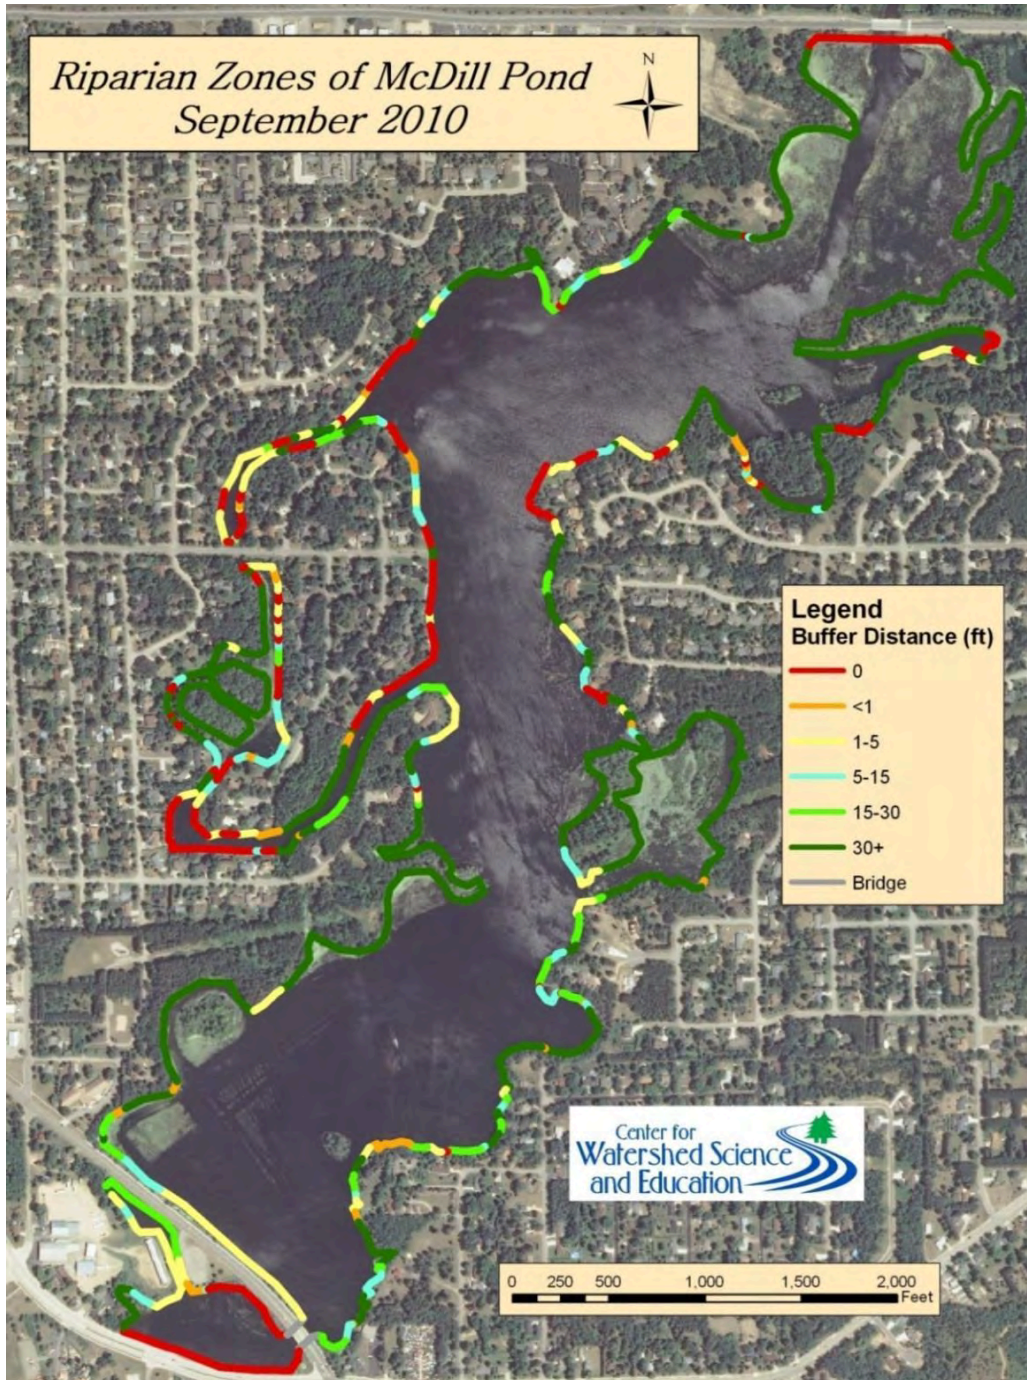 Riparian Zones of McDill Pond
September 2010
N
Legend
Buffer Distance (ft)
0
<1
1-5
5-15
15-30
30+
Bridge
Center for
Watershed Science
and Education
0 250 500 1,000 1,500 2,000
Feet